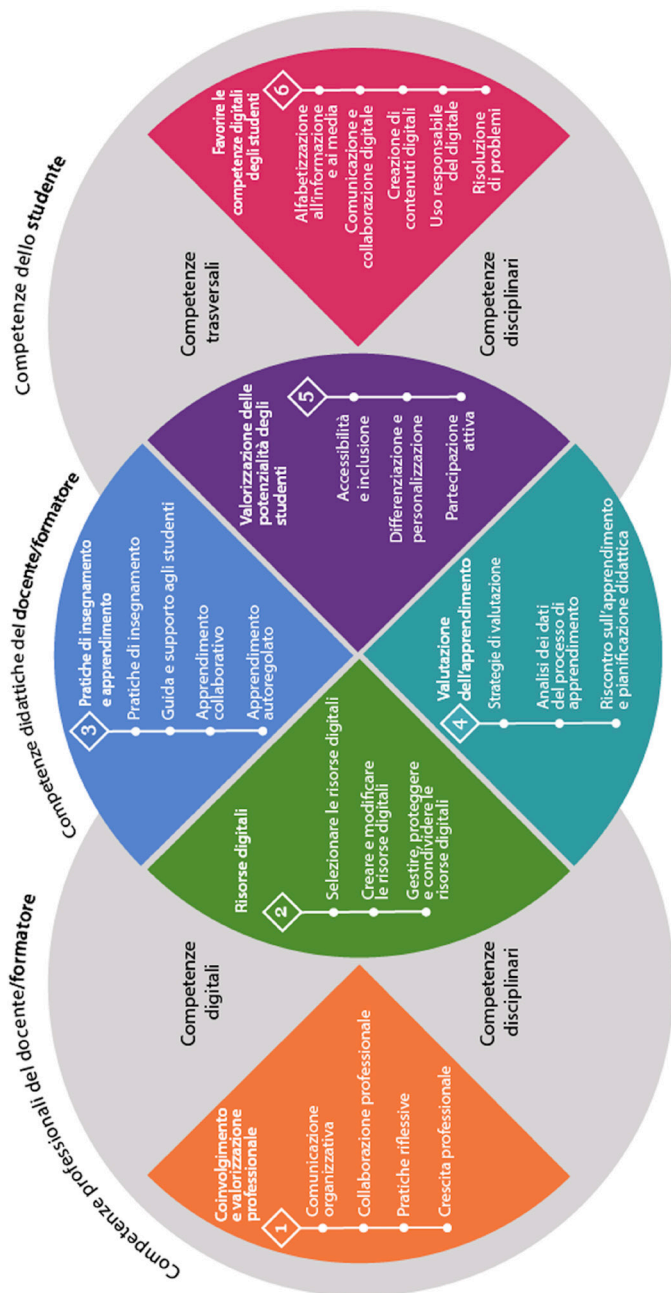 Competenze professionali del docente/formatore
Competenze didattiche del docente/formatore
Competenze dello studente
1
Coinvolgimento
e valorizzazione
professionale
Comunicazione
organizzativa
Collaborazione professionale
Pratiche riflessive
Crescita professionale
Competenze
digitali
Competenze
disciplinari
2
Risorse digitali
Selezionare le risorse digitali
Creare e modificare
le risorse digitali
Gestire, proteggere
e condividere le
risorse digitali
3
Pratiche di insegnamento
e apprendimento
Pratiche di insegnamento
Guida e supporto agli studenti
Apprendimento
collaborativo
Apprendimento
autoregolato
4
Valutazione
dell'apprendimento
Strategie di valutazione
Analisi dei dati
del processo di
apprendimento
Riscontro sull'apprendimento
e pianificazione didattica
5
Valorizzazione delle
potenzialità degli
studenti
Accessibilità
e inclusione
Differenziazione e
personalizzazione
Partecipazione
attiva
Competenze
trasversali
Competenze
disciplinari
6
Favorire le
competenze digitali
degli studenti
Alfabetizzazione
all'informazione
e ai media
Comunicazione e
collaborazione digitale
Creazione di
contenuti digitali
Uso responsabile
del digitale
Risoluzione
di problemi